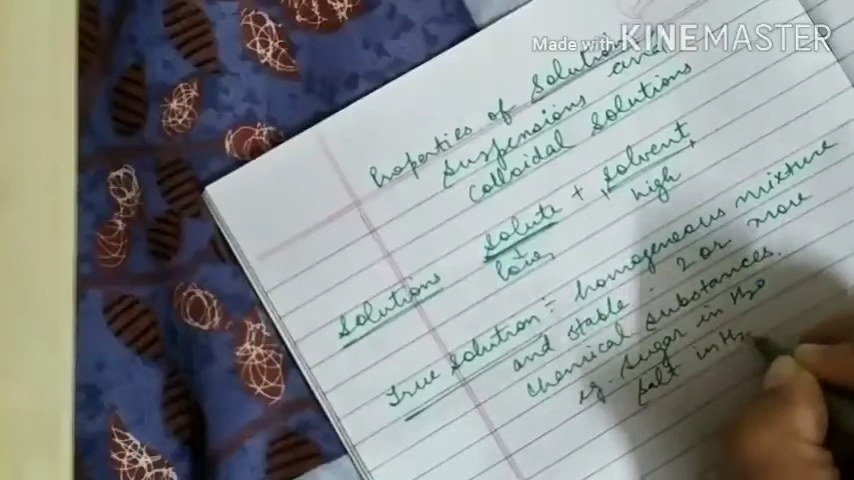 Made with KINEMASTER
Properties of Solutions
Suspensions and
Colloidal Solutions
Solutions solute + solvent
low high
True solution:- homogeneous mixture
and stable. 2 or more
chemical substances.
eg. Sugar in H2O
Salt in H2